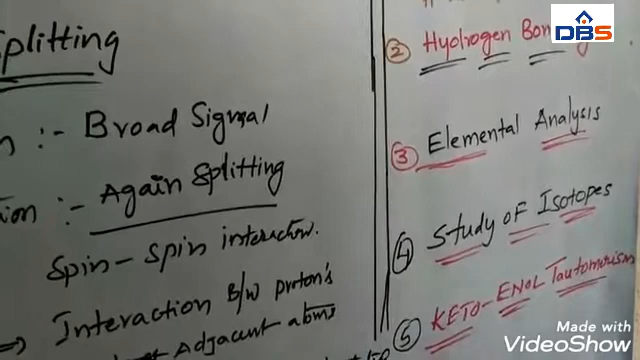 Splitting
:- Broad Signal
:- Again Splitting
Spin-Spin interaction.
=> Interaction B/w proton's
Adjacent atoms
② Hydrogen Bon
③ Elemental Analysis
④ Study of Isotopes
⑤ KETO-ENOL Tautomerism
DBS
Made with
VideoShow